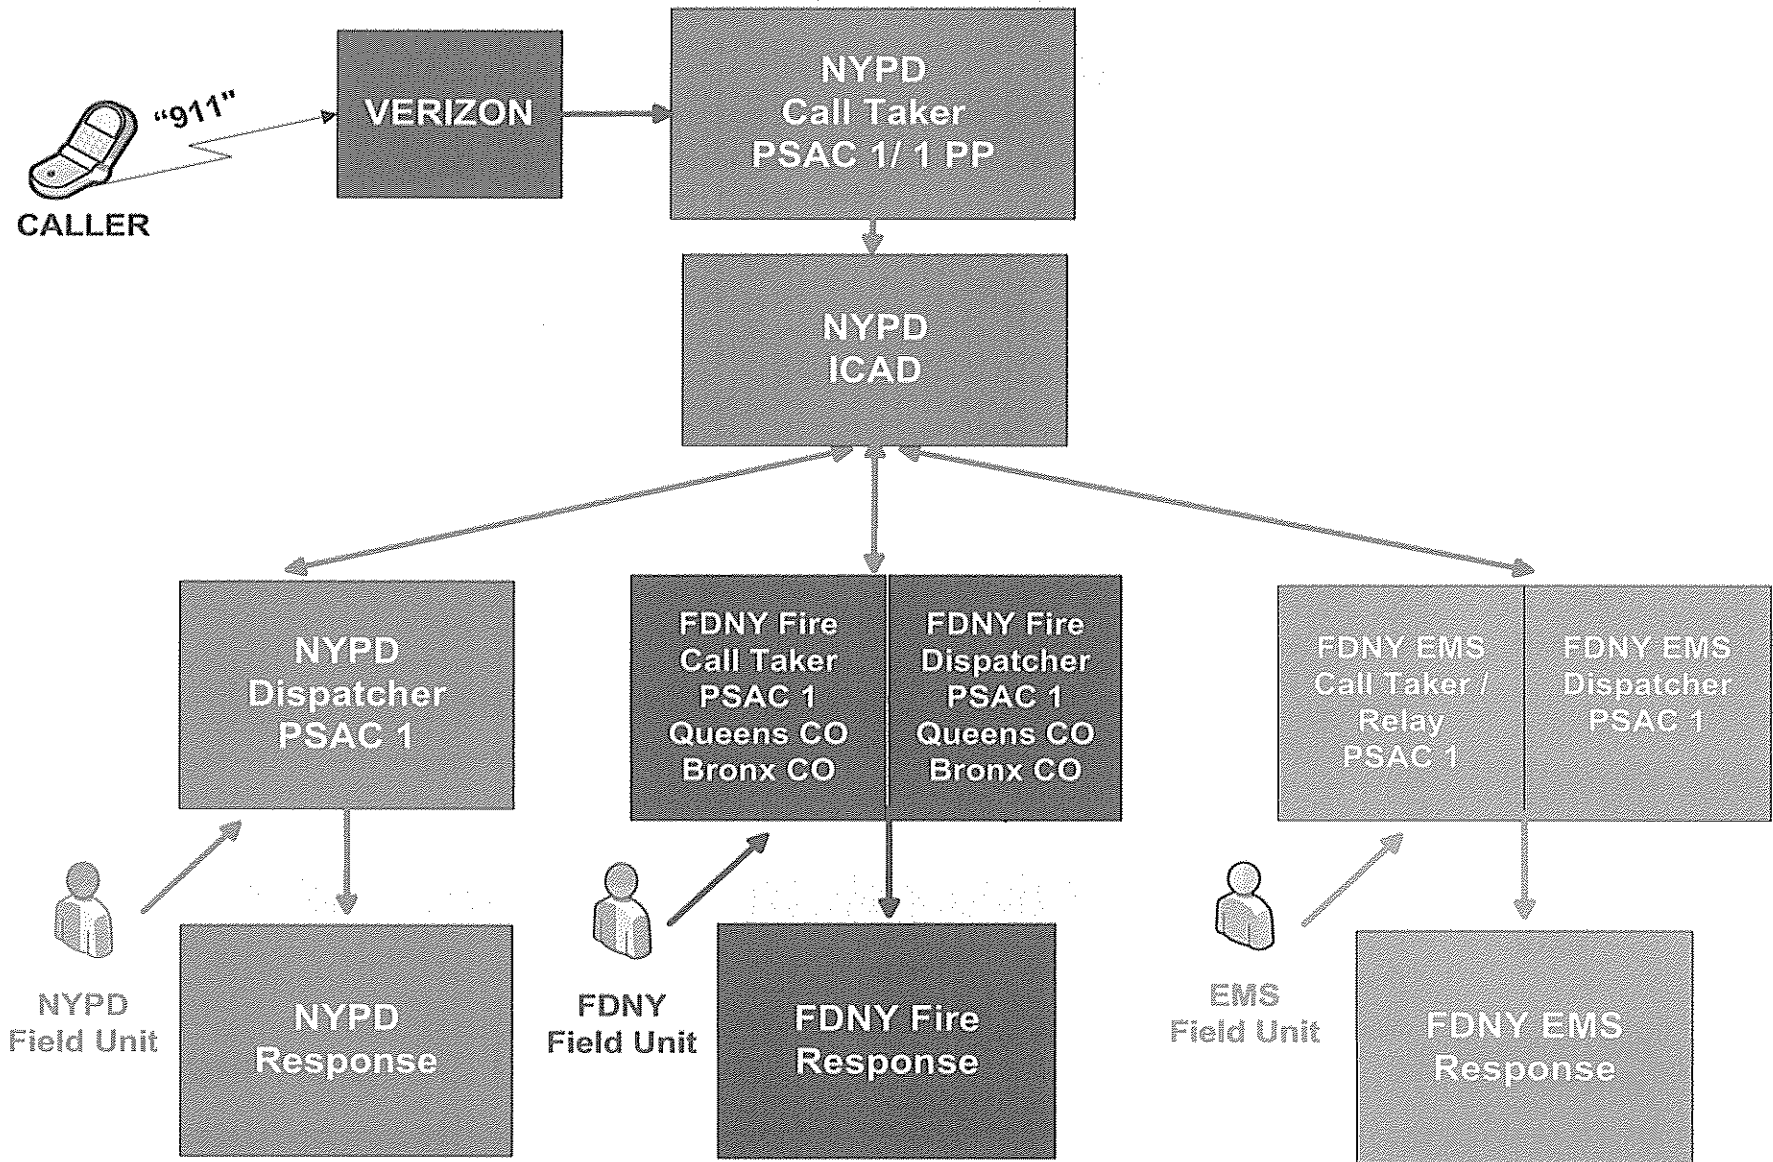 “911”
CALLER
VERIZON
NYPD
Call Taker
PSAC 1/ 1 PP
NYPD
ICAD
NYPD
Dispatcher
PSAC 1
FDNY Fire
Call Taker
PSAC 1
Queens CO
Bronx CO
FDNY Fire
Dispatcher
PSAC 1
Queens CO
Bronx CO
FDNY EMS
Call Taker /
Relay
PSAC 1
FDNY EMS
Dispatcher
PSAC 1
NYPD
Field Unit
NYPD
Response
FDNY
Field Unit
FDNY Fire
Response
EMS
Field Unit
FDNY EMS
Response